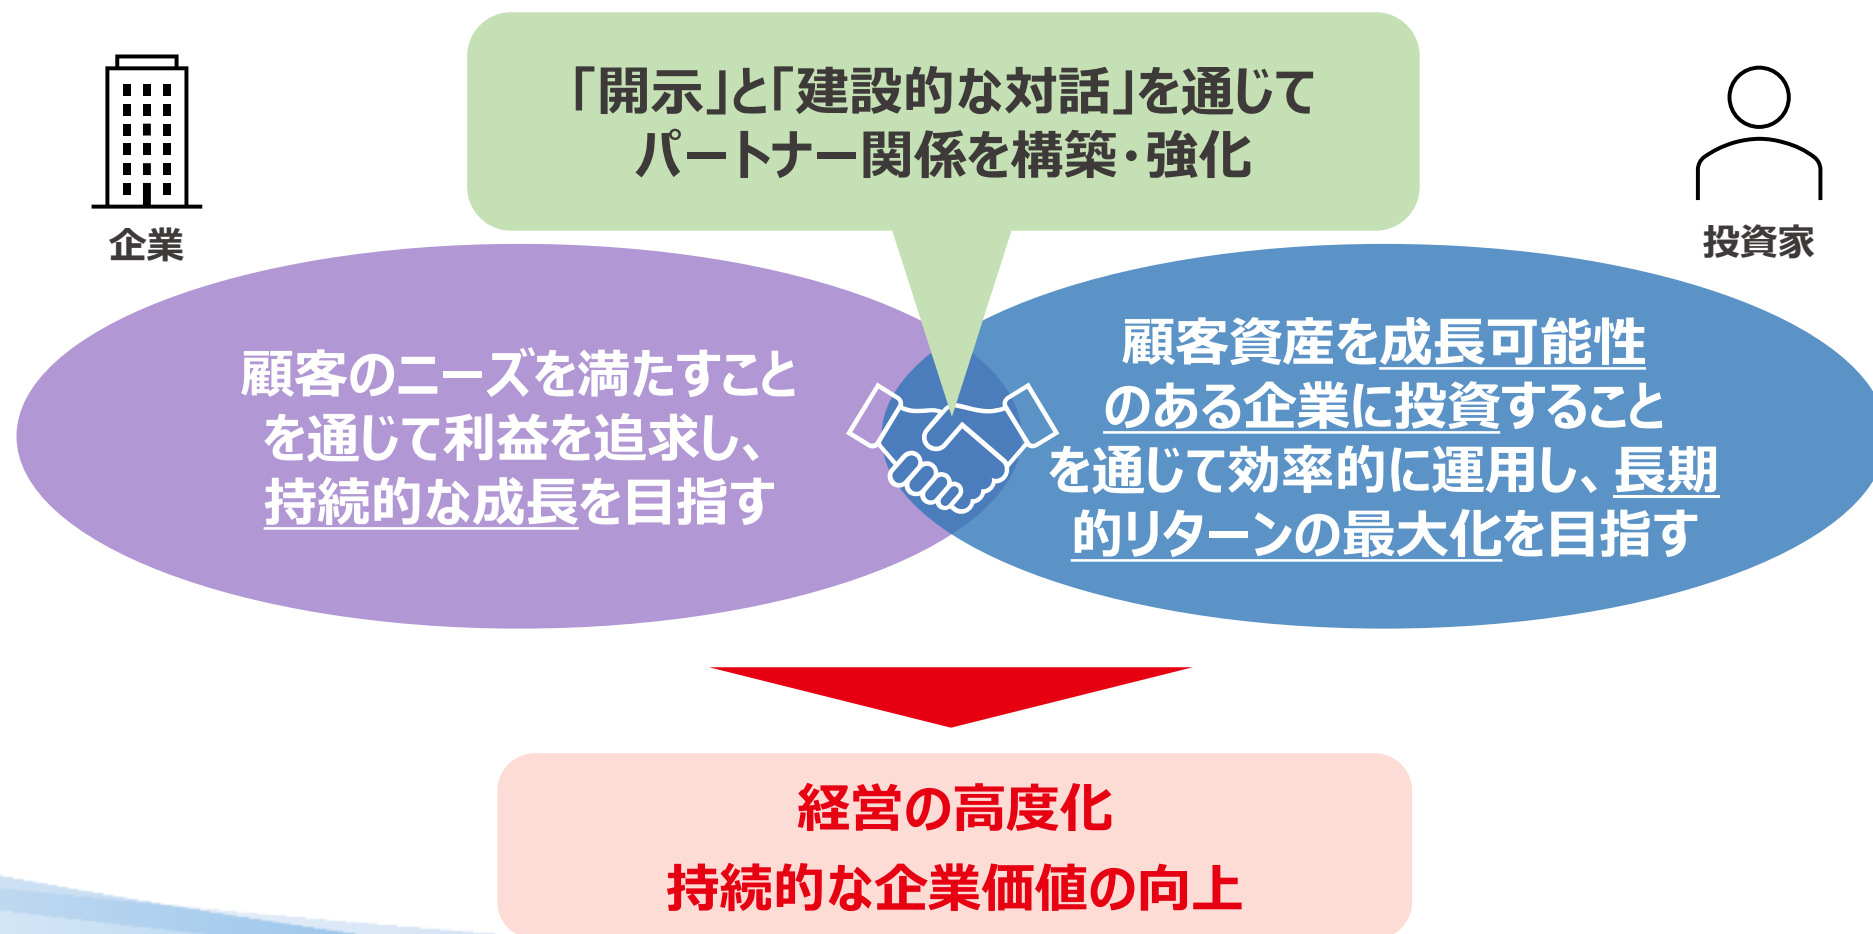 「開示」と「建設的な対話」を通じて
パートナー関係を構築・強化
企業
投資家
顧客のニーズを満たすこと
を通じて利益を追求し、
持続的な成長を目指す
顧客資産を成長可能性
のある企業に投資すること
を通じて効率的に運用し、長期
的リターンの最大化を目指す
経営の高度化
持続的な企業価値の向上